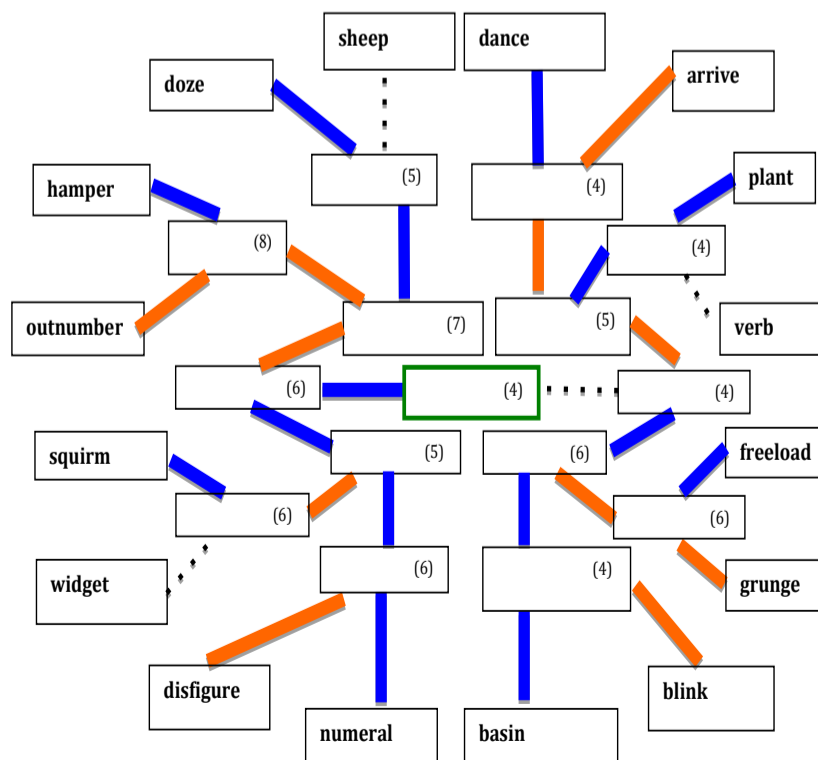 sheep
dance
doze
arrive
(5)
(4)
hamper
plant
(8)
(4)
outnumber
(7)
(5)
verb
(6)
(4)
(4)
squirm
(5)
(6)
freeload
(6)
(6)
widget
(6)
(4)
grunge
disfigure
blink
numeral
basin